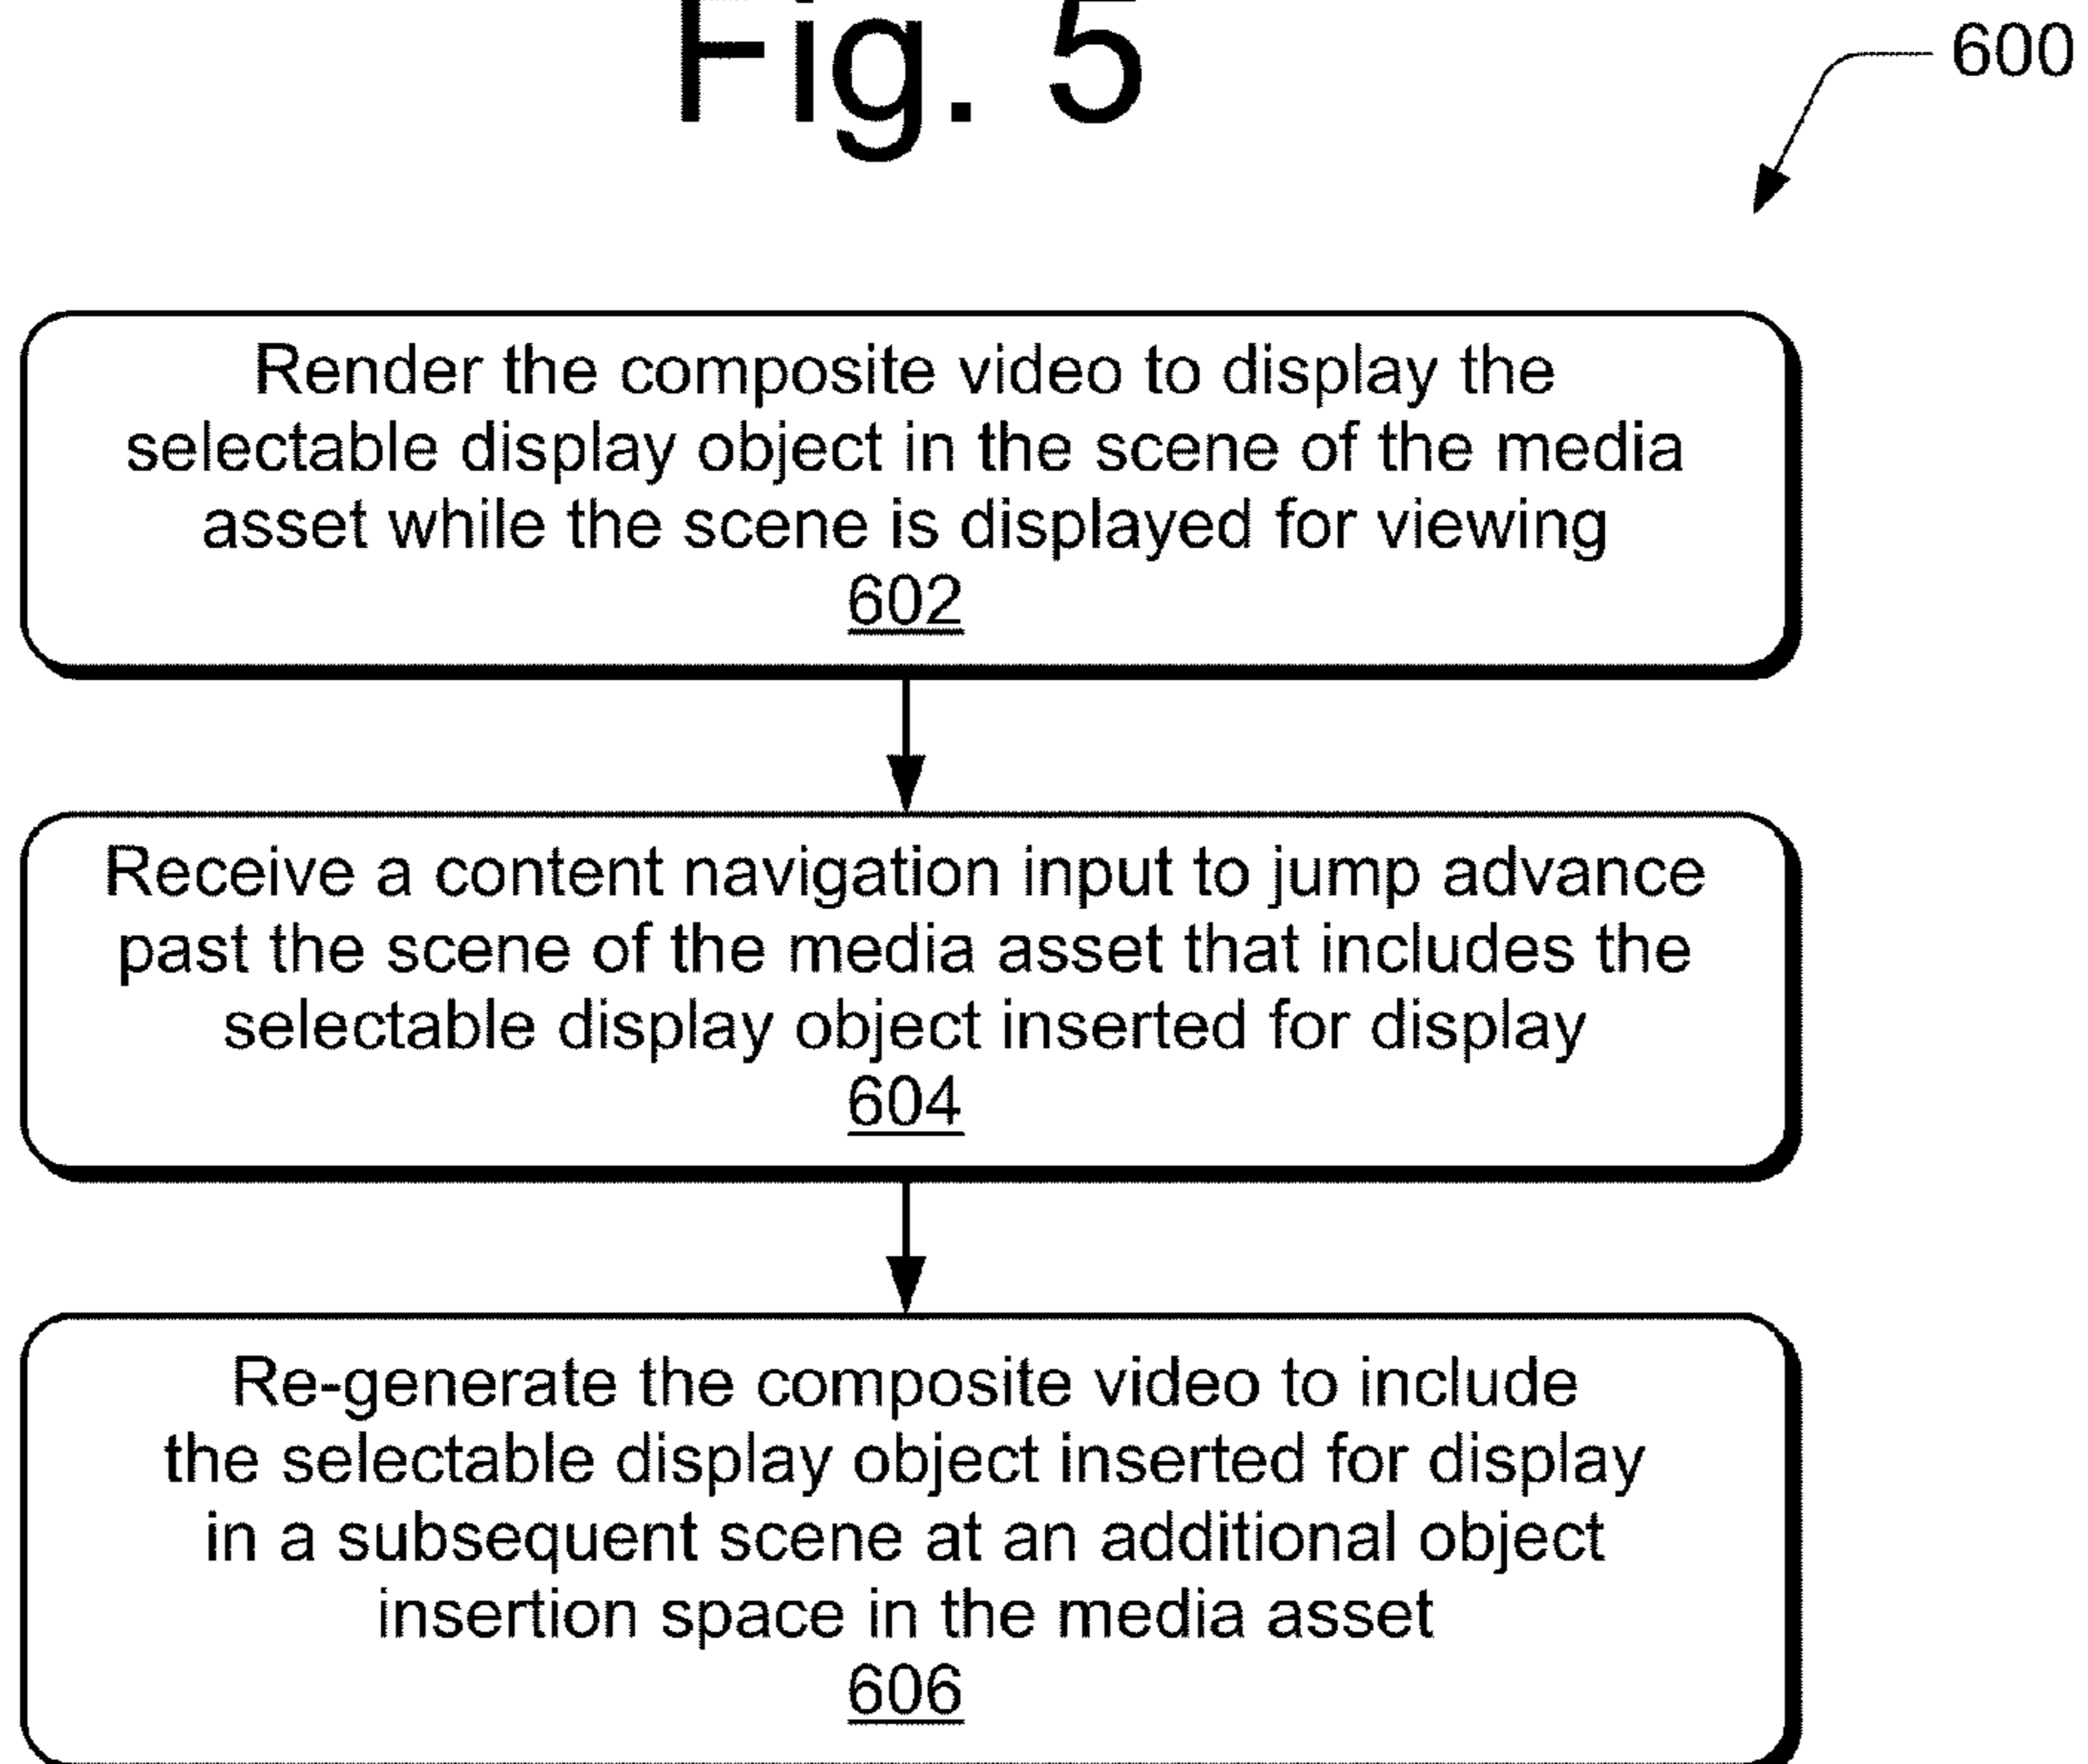 Fig. 5
600
Render the composite video to display the
selectable display object in the scene of the media
asset while the scene is displayed for viewing
602
Receive a content navigation input to jump advance
past the scene of the media asset that includes the
selectable display object inserted for display
604
Re-generate the composite video to include
the selectable display object inserted for display
in a subsequent scene at an additional object
insertion space in the media asset
606